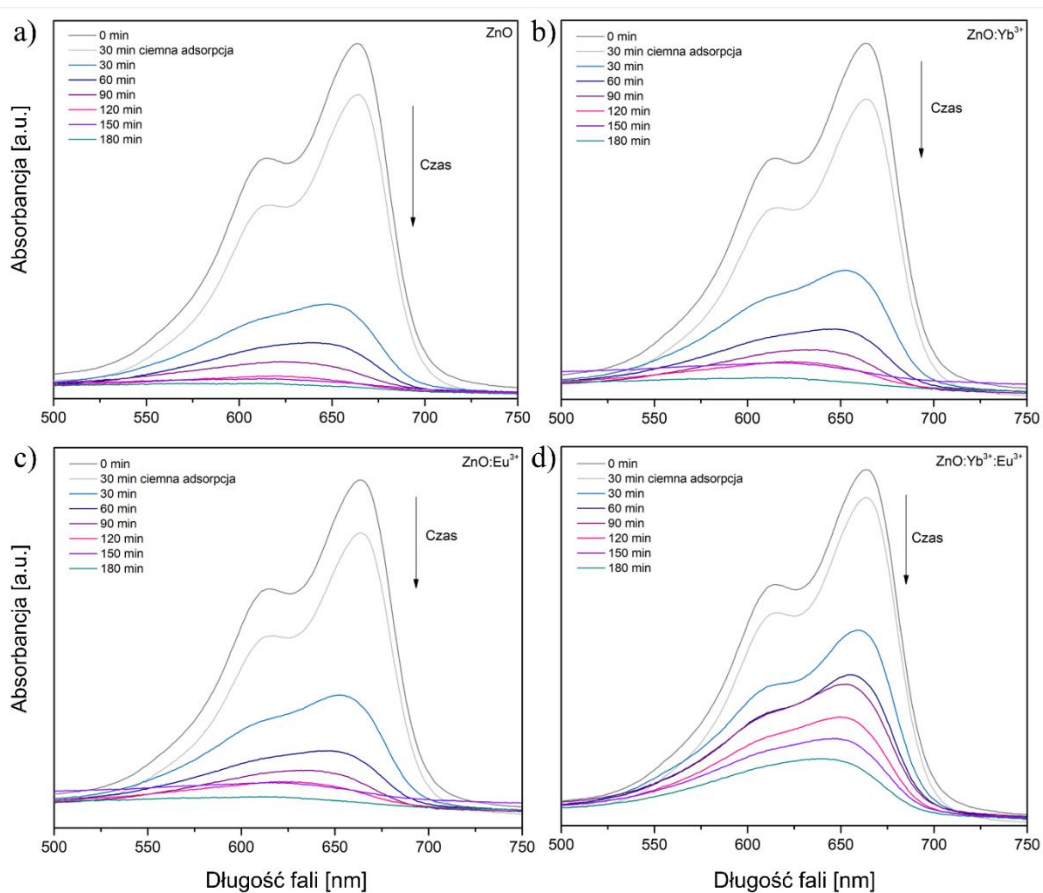 a)
ZnO
0 min
30 min ciemna adsorpcja
30 min
60 min
90 min
120 min
150 min
180 min
Czas
Absorbancja [a.u.]
500 550 600 650 700 750
b)
ZnO:Yb³⁺
0 min
30 min ciemna adsorpcja
30 min
60 min
90 min
120 min
150 min
180 min
Czas
500 550 600 650 700 750
c)
ZnO:Eu³⁺
0 min
30 min ciemna adsorpcja
30 min
60 min
90 min
120 min
150 min
180 min
Czas
Absorbancja [a.u.]
500 550 600 650 700 750
Długość fali [nm]
d)
ZnO:Yb³⁺:Eu³⁺
0 min
30 min ciemna adsorpcja
30 min
60 min
90 min
120 min
150 min
180 min
Czas
500 550 600 650 700 750
Długość fali [nm]